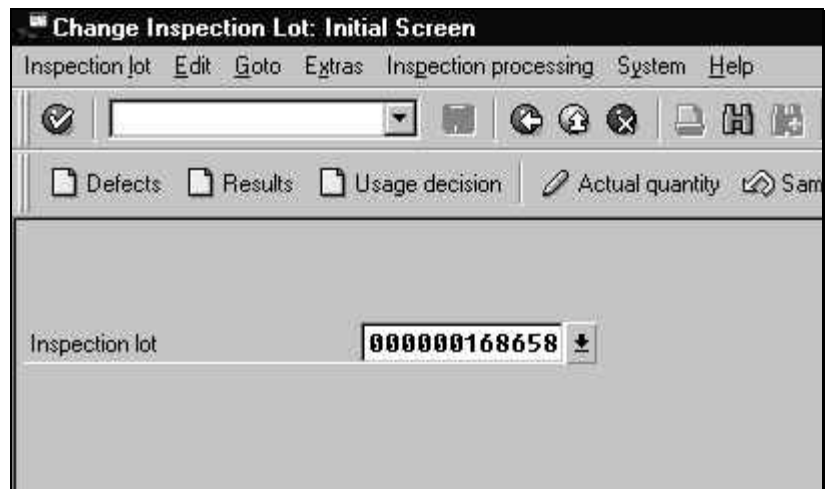 Change Inspection Lot: Initial Screen
Inspection lot Edit Goto Extras Inspection processing System Help
Defects Results Usage decision Actual quantity Sam
Inspection lot 000000168658